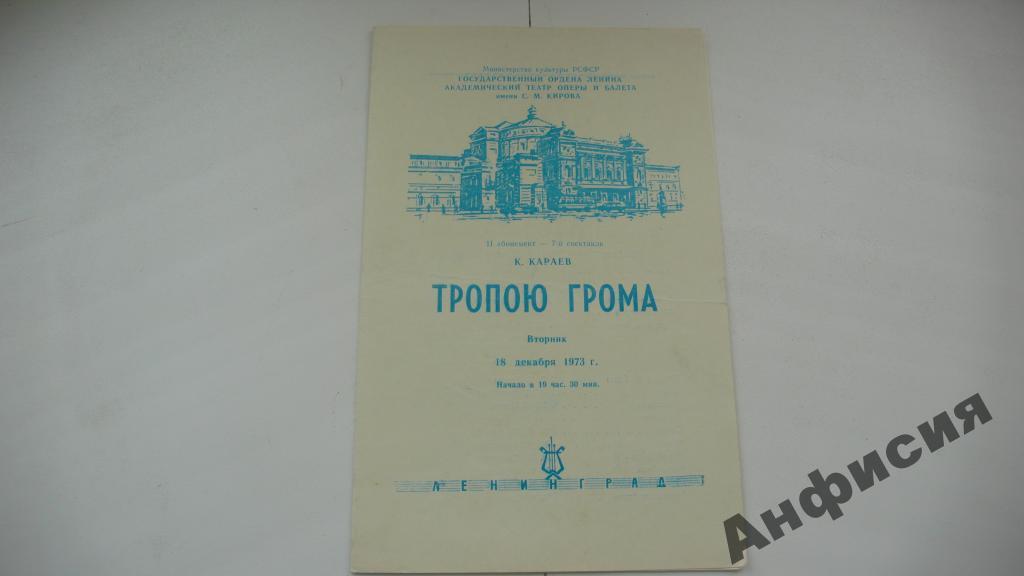 Министерство культуры РСФСР
ГОСУДАРСТВЕННЫЙ ОРДЕНА ЛЕНИНА
АКАДЕМИЧЕСКИЙ ТЕАТР ОПЕРЫ И БАЛЕТА
имени С. М. КИРОВА
II абонемент — 7-й спектакль
К. КАРАЕВ
ТРОПОЮ ГРОМА
Вторник
18 декабря 1973 г.
Начало в 19 час. 30 мин.
ЛЕНИНГРАД
Анфисия